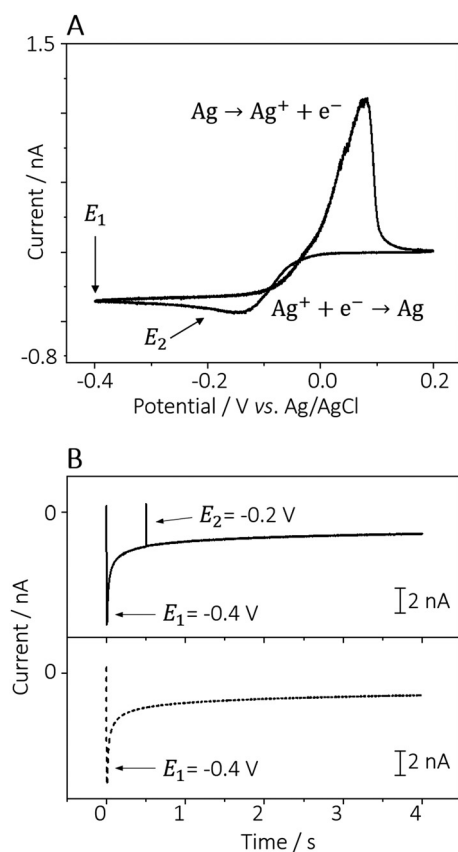 A
1.5
Ag → Ag⁺ + e⁻
E₁
Current / nA
Ag⁺ + e⁻ → Ag
E₂
-0.8
-0.4 -0.2 0.0 0.2
Potential / V vs. Ag/AgCl
B
0
E₂= -0.2 V
2 nA
E₁= -0.4 V
Current / nA
0
E₁= -0.4 V
2 nA
0 1 2 3 4
Time / s